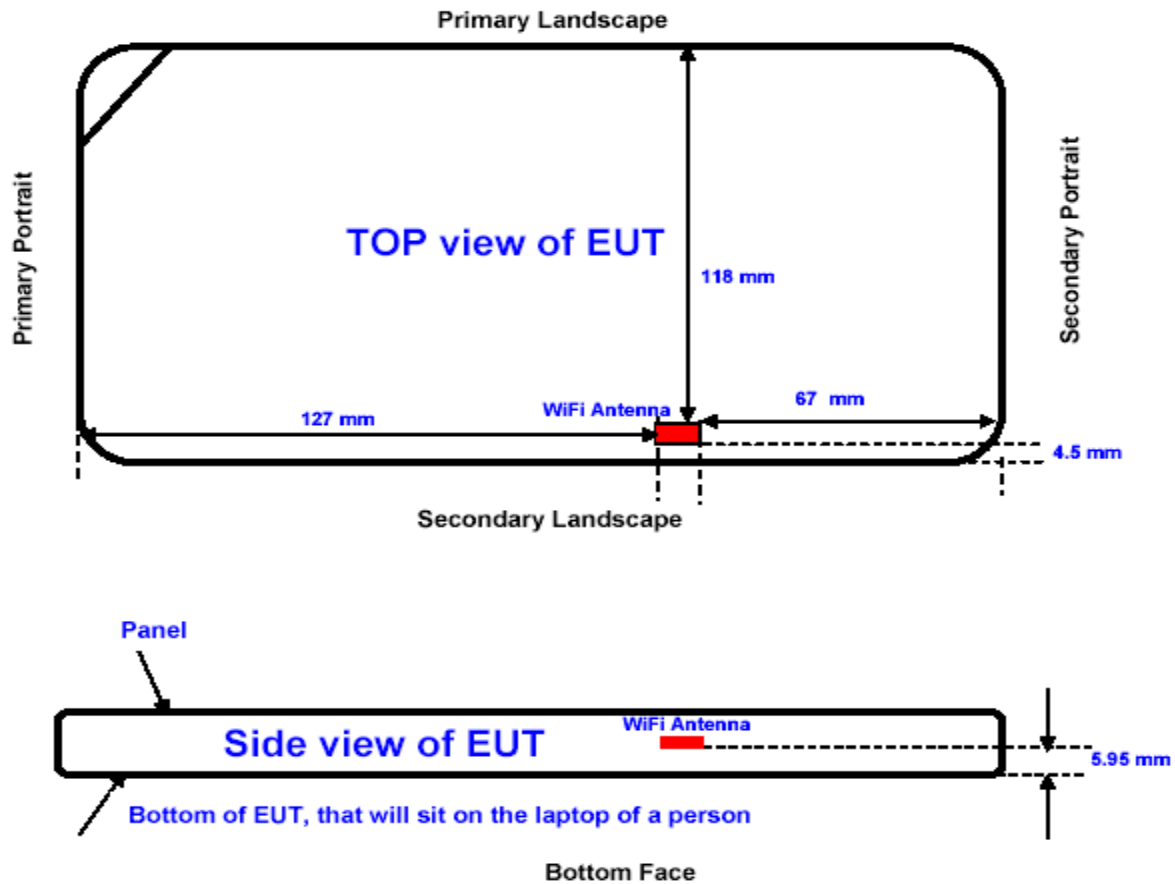 Primary Landscape
Primary Portrait
Secondary Portrait
TOP view of EUT
118 mm
WiFi Antenna
67 mm
127 mm
4.5 mm
Secondary Landscape
Panel
WiFi Antenna
Side view of EUT
5.95 mm
Bottom of EUT, that will sit on the laptop of a person
Bottom Face